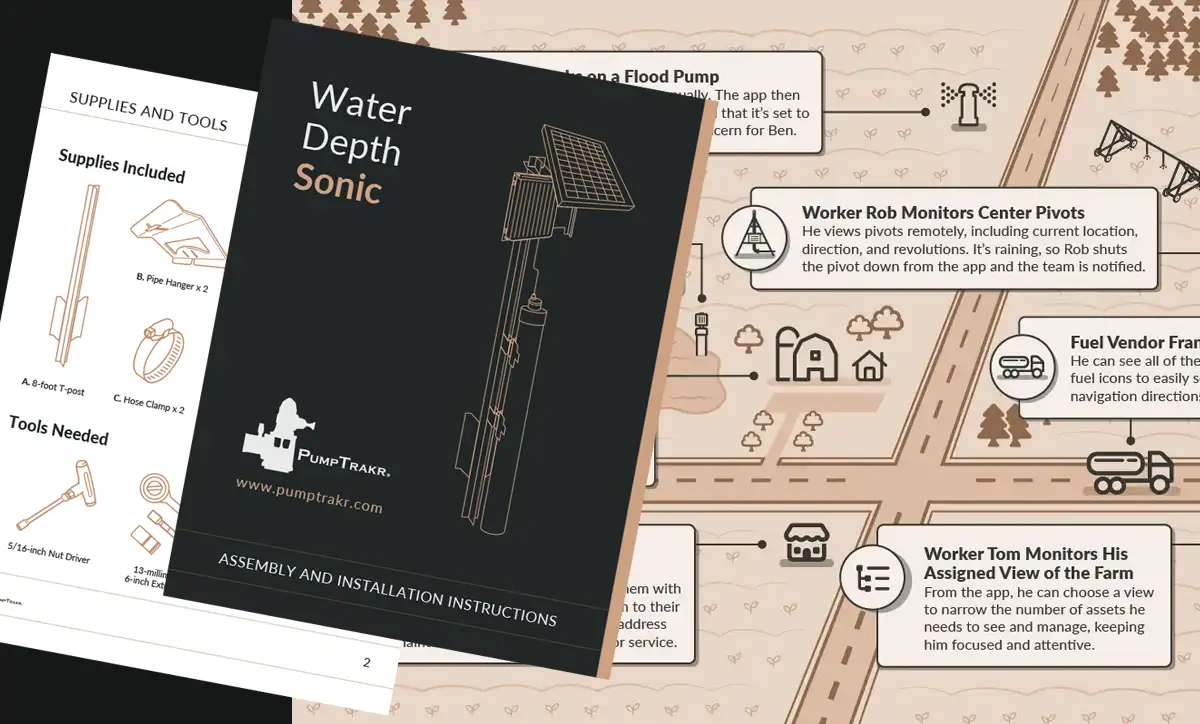 SUPPLIES AND TOOLS
Supplies Included
A. 8-foot T-post
B. Pipe Hanger x 2
C. Hose Clamp x 2
Tools Needed
5/16-inch Nut Driver
6-inch
2
Water
Depth
Sonic
PUMPTRAKR.
www.pumptrakr.com
ASSEMBLY AND INSTALLATION INSTRUCTIONS
on a Flood Pump
The app then
that it's set to
for Ben.
Worker Rob Monitors Center Pivots
He views pivots remotely, including current location,
direction, and revolutions. It's raining, so Rob shuts
the pivot down from the app and the team is notified.
Fuel Vendor
He can see all of the
fuel icons to easily
navigation
with
to their
address
or service.
Worker Tom Monitors His
Assigned View of the Farm
From the app, he can choose a view
to narrow the number of assets he
needs to see and manage, keeping
him focused and attentive.